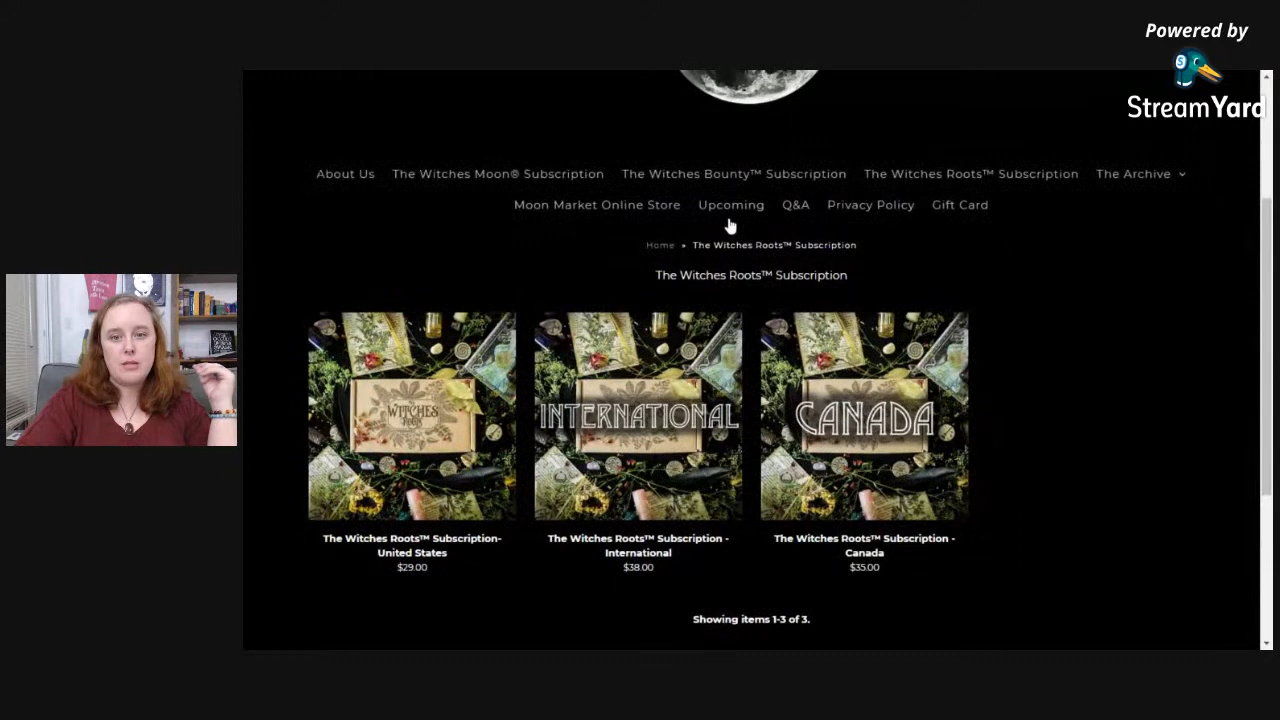 Powered by
StreamYard
About Us The Witches Moon® Subscription The Witches Bounty™ Subscription The Witches Roots™ Subscription The Archive
Moon Market Online Store Upcoming Q&A Privacy Policy Gift Card
Home » The Witches Roots™ Subscription
The Witches Roots™ Subscription
WITCHES
ROOTS
INTERNATIONAL
CANADA
The Witches Roots™ Subscription-
United States
$29.00
The Witches Roots™ Subscription -
International
$38.00
The Witches Roots™ Subscription -
Canada
$35.00
Showing items 1-3 of 3.